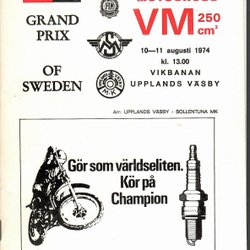 GRAND
PRIX
OF
SWEDEN
VM 250 cm³
10—11 augusti 1974
kl. 13.00
VIKBANAN
UPPLANDS VÄSBY
Arr: UPPLANDS VÄSBY - SOLLENTUNA MK
Gör som världseliten.
Kör på
Champion